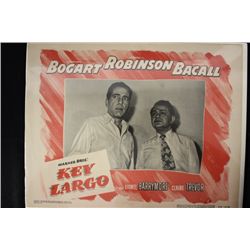 BOGART ROBINSON BACALL
WARNER BROS.
KEY
LARGO
LIONEL BARRYMORE CLAIRE TREVOR